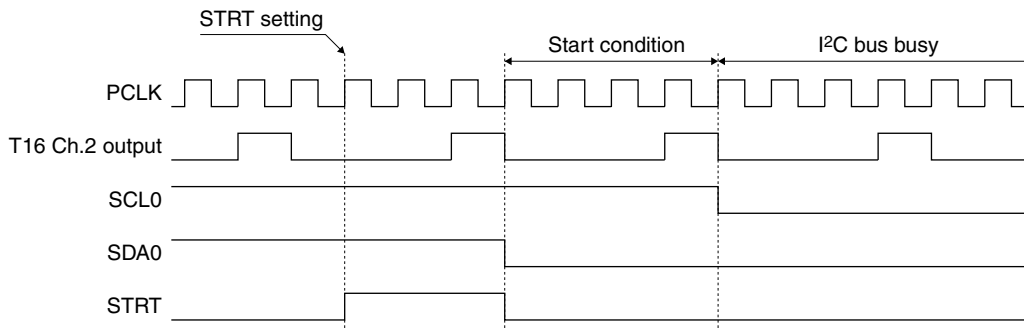 STRT setting
Start condition
I²C bus busy
PCLK
T16 Ch.2 output
SCL0
SDA0
STRT